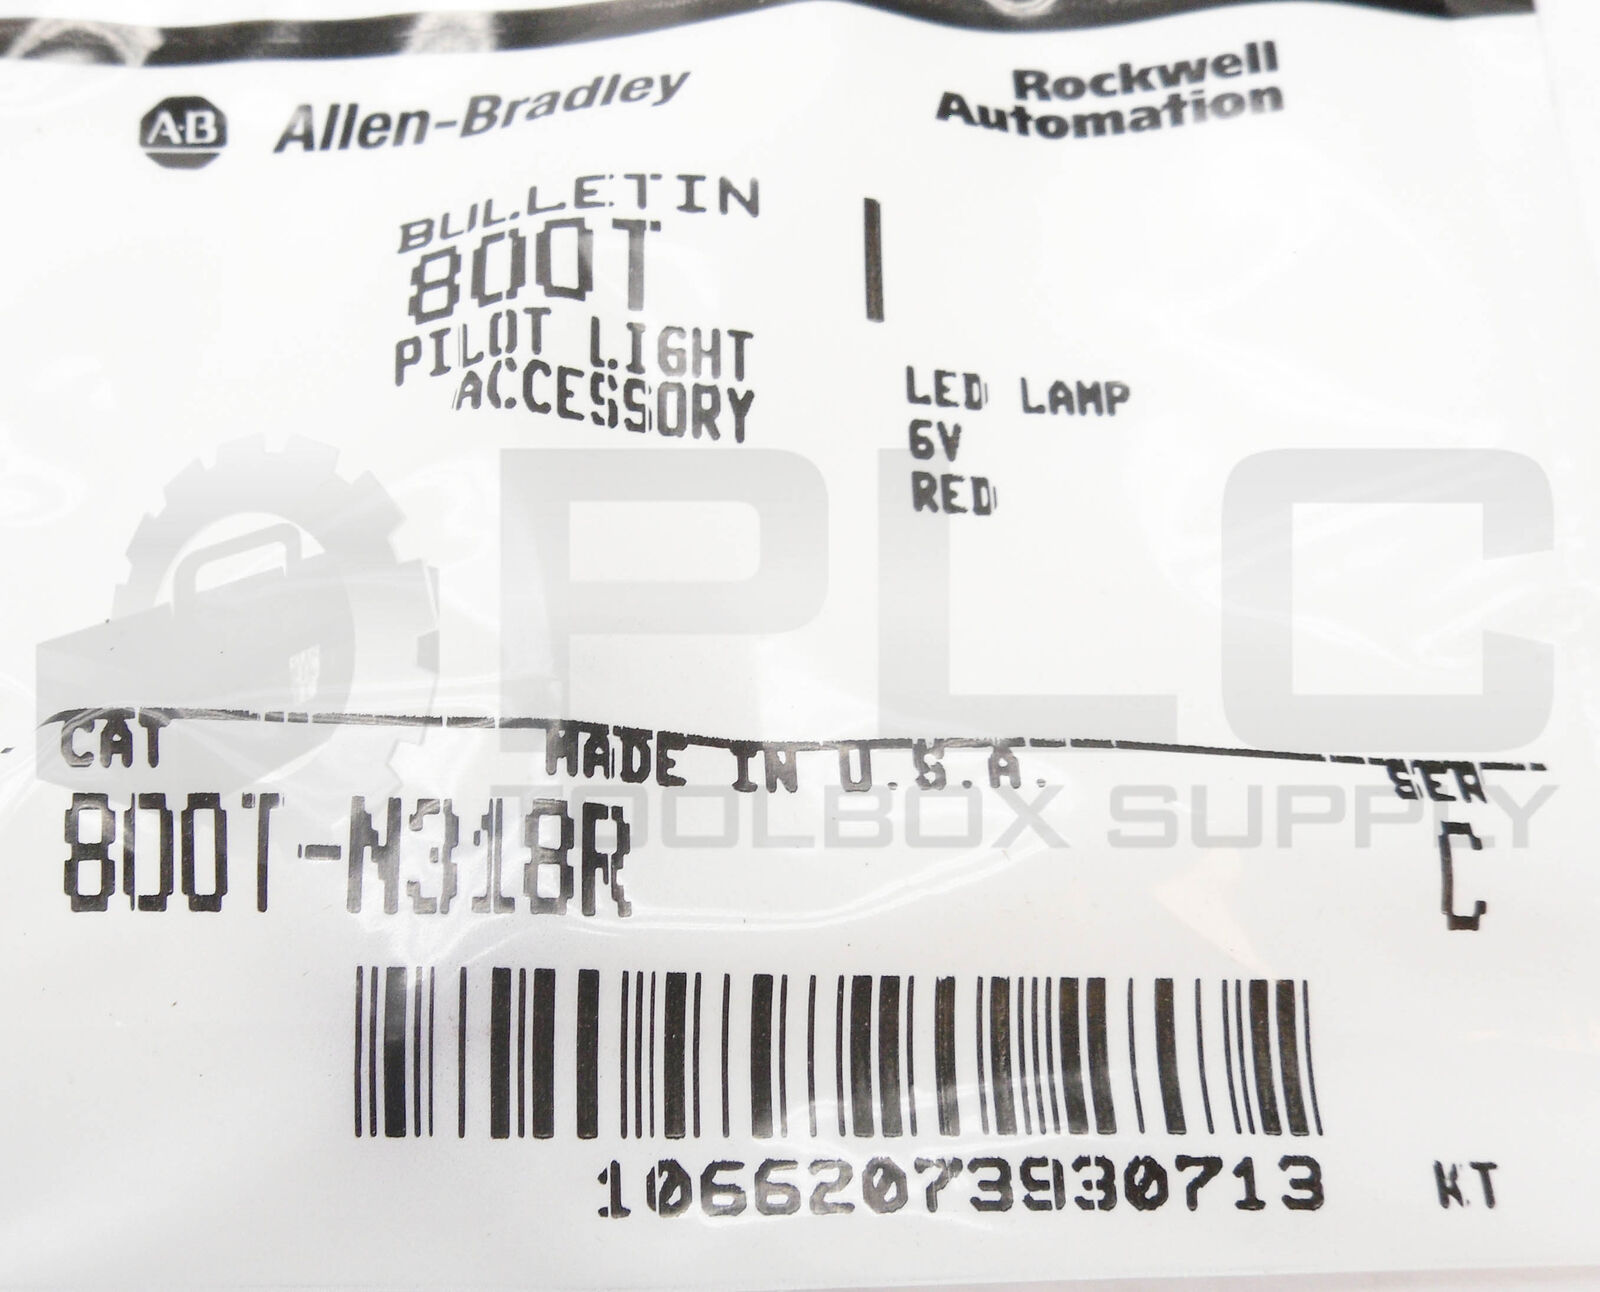 A-B Allen-Bradley
Rockwell
Automation
BULLETIN
800T
PILOT LIGHT
ACCESSORY
LED LAMP
6V
RED
PLC
TOOLBOX SUPPLY
CAT MADE IN U.S.A. SER
800T-N318R C
10662073930713 KT